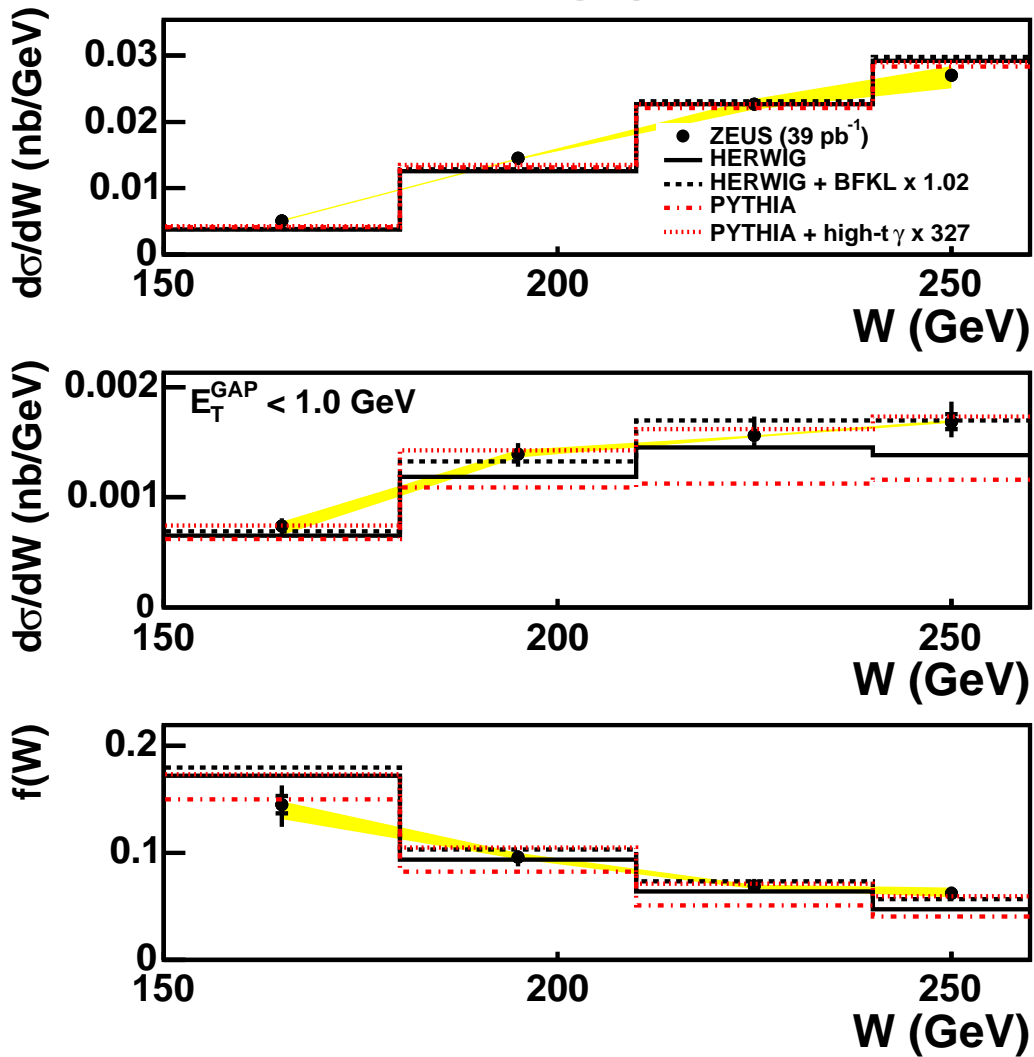 dσ/dW (nb/GeV)
0.03
0.02
0.01
0
ZEUS (39 pb⁻¹)
HERWIG
HERWIG + BFKL x 1.02
PYTHIA
PYTHIA + high-t γ x 327
150 200 250
W (GeV)
dσ/dW (nb/GeV)
0.002
0.001
0
E_T^GAP < 1.0 GeV
150 200 250
W (GeV)
f(W)
0.2
0.1
0
150 200 250
W (GeV)